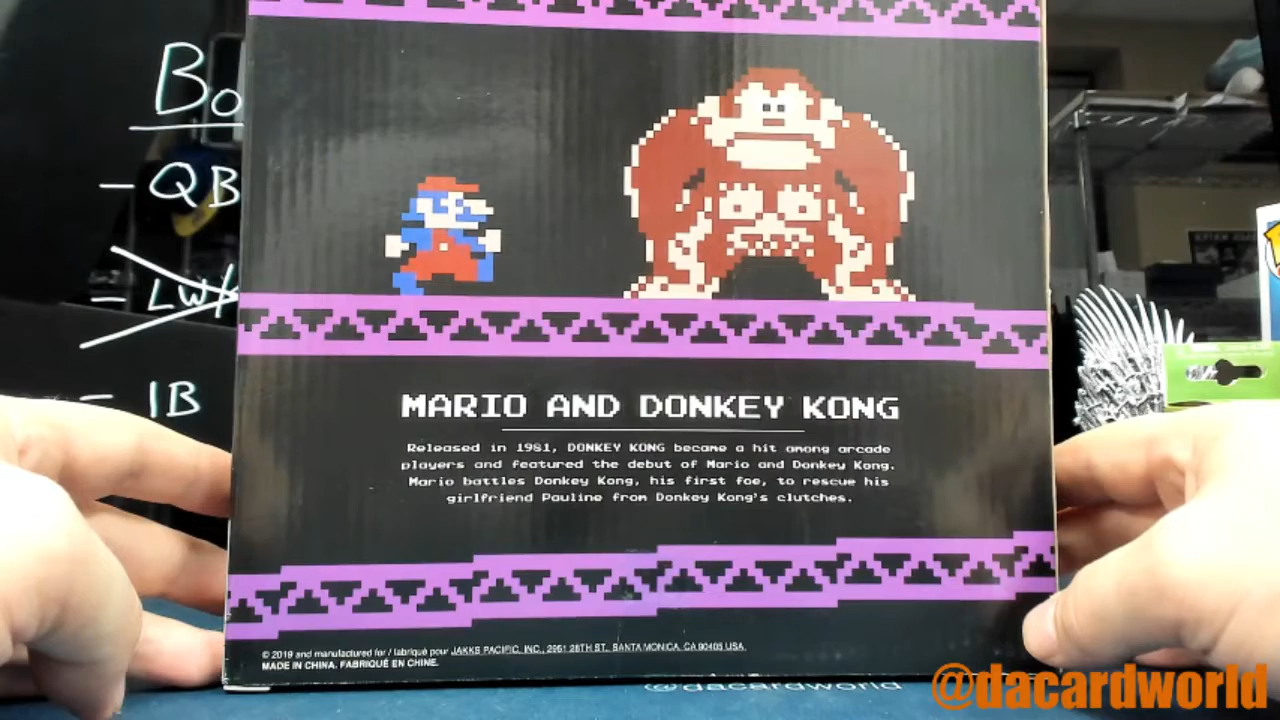 Bo
- QB
- LWK
- 1B
MARIO AND DONKEY KONG
Released in 1981, DONKEY KONG became a hit among arcade
players and featured the debut of Mario and Donkey Kong.
Mario battles Donkey Kong, his first foe, to rescue his
girlfriend Pauline from Donkey Kong's clutches.
© 2019 and manufactured for / fabriqué pour JAKKS PACIFIC, INC., 2951 28TH ST., SANTA MONICA, CA 90405 USA.
MADE IN CHINA. FABRIQUÉ EN CHINE.
@dacardworld
@dacardworld